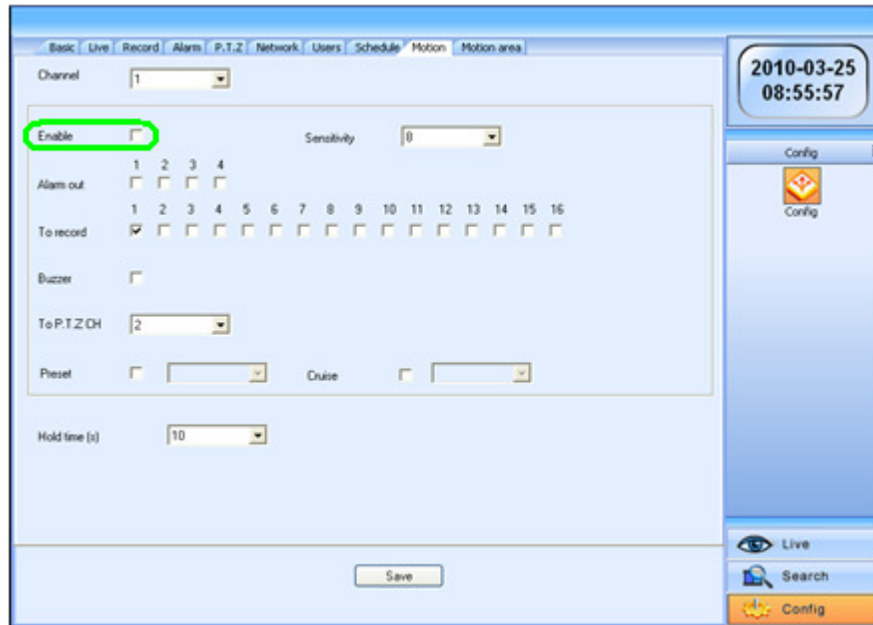 Basic Live Record Alarm P.T.Z Network Users Schedule Motion Motion area
Channel 1
Enable Sensitivity 8
1 2 3 4
Alarm out
1 2 3 4 5 6 7 8 9 10 11 12 13 14 15 16
To record
Buzzer
To P.T.Z CH 2
Preset Cruise
Hold time (s) 10
Save
2010-03-25
08:55:57
Config
Config
Live
Search
Config